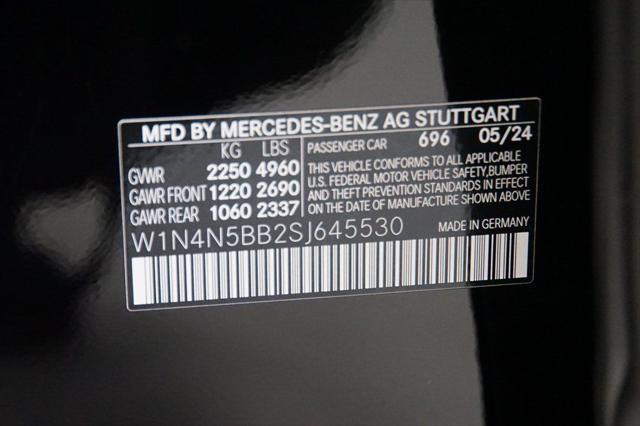 MFD BY MERCEDES-BENZ AG STUTTGART
KG LBS
GVWR 2250 4960
GAWR FRONT 1220 2690
GAWR REAR 1060 2337
PASSENGER CAR 696 05/24
THIS VEHICLE CONFORMS TO ALL APPLICABLE
U.S. FEDERAL MOTOR VEHICLE SAFETY,BUMPER
AND THEFT PREVENTION STANDARDS IN EFFECT
ON THE DATE OF MANUFACTURE SHOWN ABOVE
W1N4N5BB2SJ645530 MADE IN GERMANY